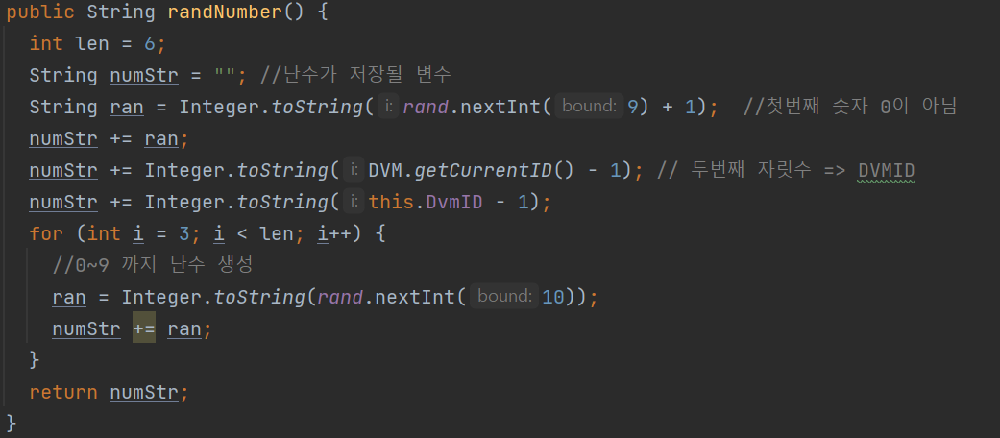 public String randNumber() {
int len = 6;
String numStr = ""; //난수가 저장될 변수
String ran = Integer.toString( i: rand.nextInt( bound: 9) + 1); //첫번째 숫자 0이 아님
numStr += ran;
numStr += Integer.toString( i: DVM.getCurrentID() - 1); // 두번째 자릿수 => DVMID
numStr += Integer.toString( i: this.DvmID - 1);
for (int i = 3; i < len; i++) {
//0~9 까지 난수 생성
ran = Integer.toString(rand.nextInt( bound: 10));
numStr += ran;
}
return numStr;
}